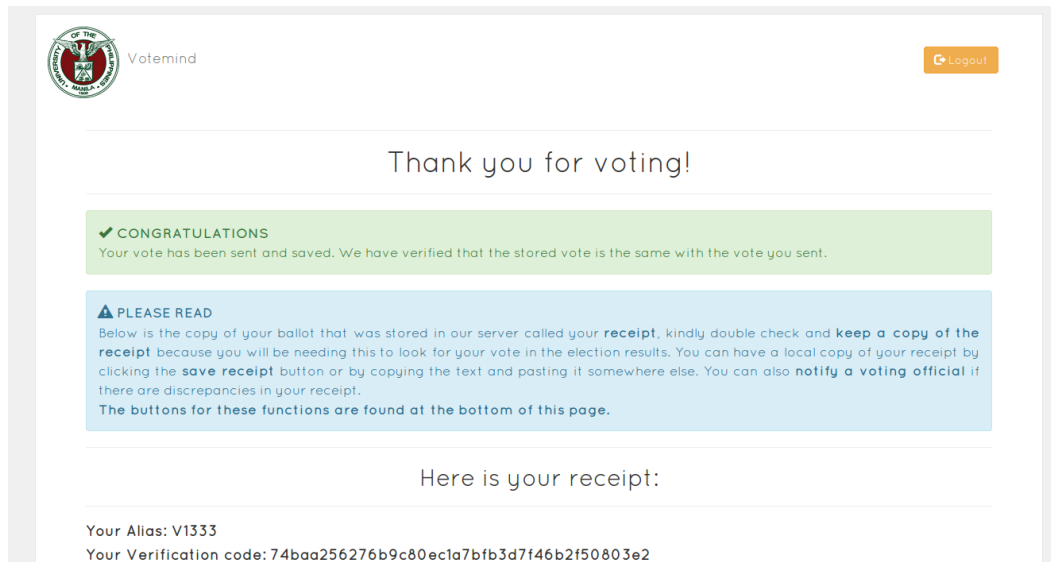 UNIVERSITY OF THE PHILIPPINES
MANILA
1908
Votemind
Logout
Thank you for voting!
CONGRATULATIONS
Your vote has been sent and saved. We have verified that the stored vote is the same with the vote you sent.
PLEASE READ
Below is the copy of your ballot that was stored in our server called your receipt, kindly double check and keep a copy of the
receipt because you will be needing this to look for your vote in the election results. You can have a local copy of your receipt by
clicking the save receipt button or by copying the text and pasting it somewhere else. You can also notify a voting official if
there are discrepancies in your receipt.
The buttons for these functions are found at the bottom of this page.
Here is your receipt:
Your Alias: V1333
Your Verification code: 74baa256276b9c80ec1a7bfb3d7f46b2f50803e2